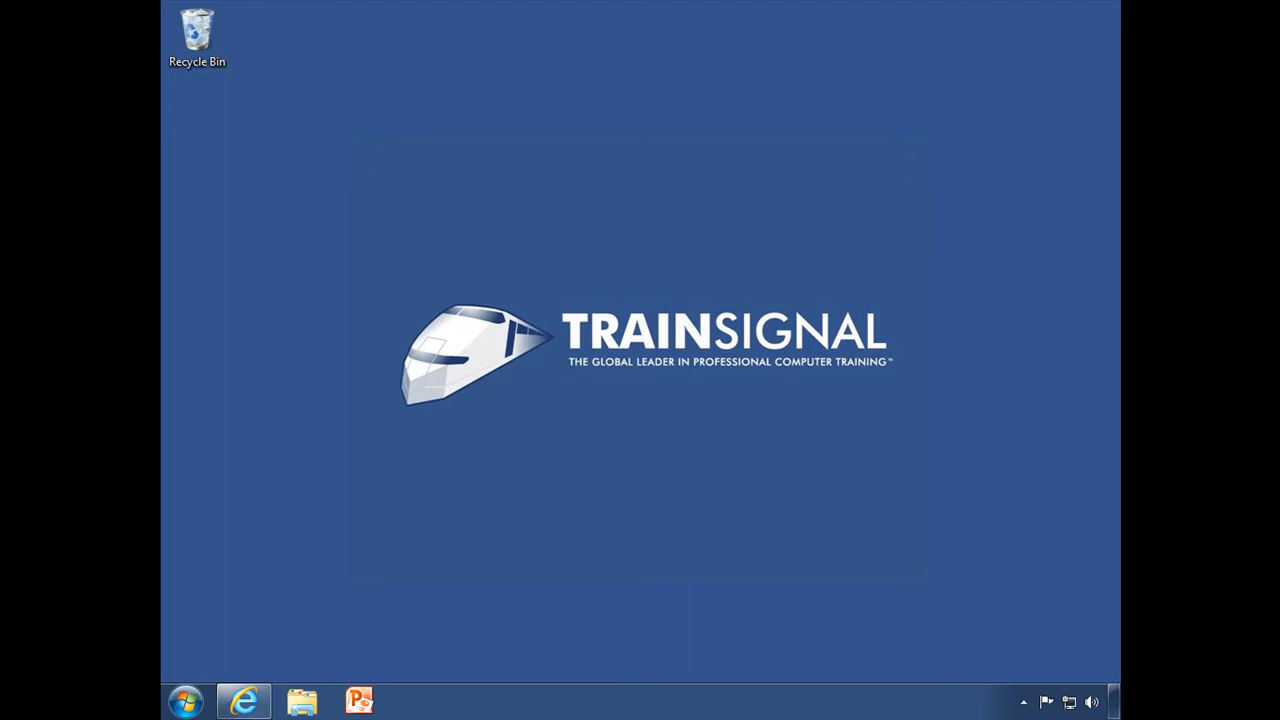 Recycle Bin
TRAINSIGNAL
THE GLOBAL LEADER IN PROFESSIONAL COMPUTER TRAINING™